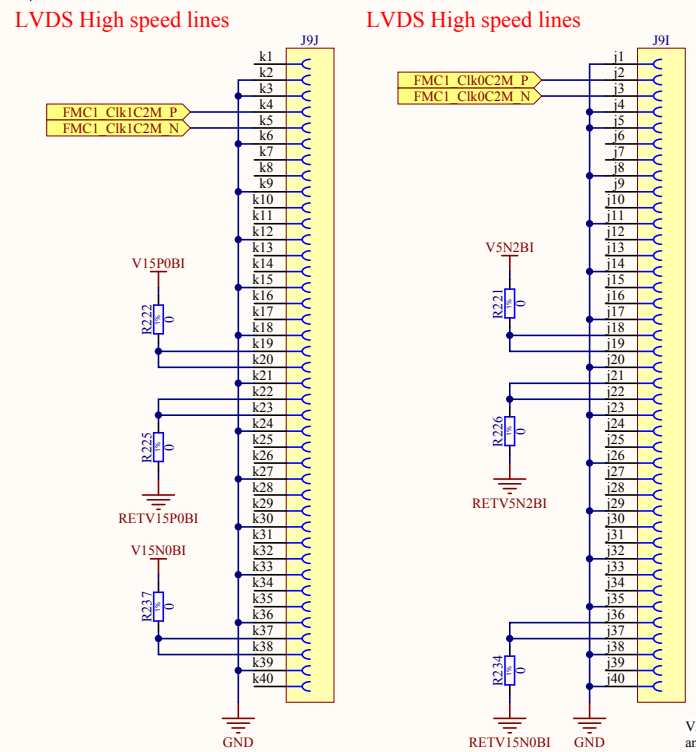 LVDS High speed lines
LVDS High speed lines
J9J
k1
k2
k3
FMC1_Clk1C2M_P
k4
FMC1_Clk1C2M_N
k5
k6
k7
k8
k9
k10
k11
k12
k13
V15P0BI
k14
k15
k16
R222
1%
0
k17
k18
k19
k20
k21
k22
k23
k24
R225
1%
0
k25
k26
k27
k28
k29
RETV15P0BI
k30
k31
V15N0BI
k32
k33
k34
R237
1%
0
k35
k36
k37
k38
k39
k40
GND
J9I
j1
FMC1_Clk0C2M_P
j2
FMC1_Clk0C2M_N
j3
j4
j5
j6
j7
j8
j9
j10
j11
j12
V5N2BI
j13
j14
j15
R221
1%
0
j16
j17
j18
j19
j20
j21
j22
j23
R226
1%
0
j24
j25
j26
j27
j28
RETV5N2BI
j29
j30
j31
j32
j33
j34
j35
j36
j37
j38
R234
1%
0
j39
j40
RETV15N0BI
GND
V
an